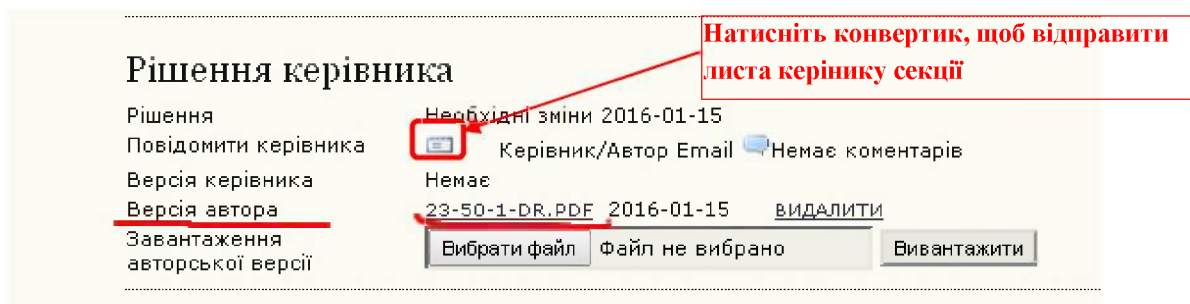 Натисніть конвертик, щоб відправити
листа керінику секції
Рішення керівника
Рішення Необхідні зміни 2016-01-15
Повідомити керівника Керівник/Автор Email Немає коментарів
Версія керівника Немає
Версія автора 23-50-1-DR.PDF 2016-01-15 ВИДАЛИТИ
Завантаження
авторської версії Вибрати файл Файл не вибрано Вивантажити